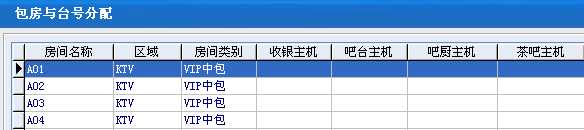 包房与台号分配
房间名称 区域 房间类别 收银主机 吧台主机 吧厨主机 茶吧主机
A01 KTV VIP中包
A02 KTV VIP中包
A03 KTV VIP中包
A04 KTV VIP中包